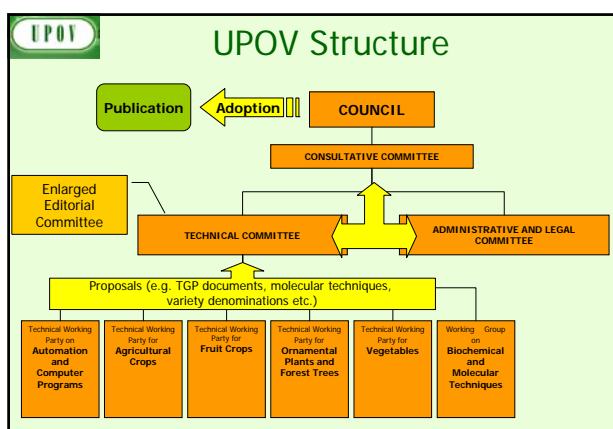 UPOV
UPOV Structure
Publication
Adoption
COUNCIL
CONSULTATIVE COMMITTEE
Enlarged
Editorial
Committee
TECHNICAL COMMITTEE
ADMINISTRATIVE AND LEGAL
COMMITTEE
Proposals (e.g. TGP documents, molecular techniques,
variety denominations etc.)
Technical Working
Party on
Automation
and
Computer
Programs
Technical Working
Party for
Agricultural
Crops
Technical Working
Party for
Fruit Crops
Technical Working
Party for
Ornamental
Plants and
Forest Trees
Technical Working
Party for
Vegetables
Working Group
on
Biochemical
and
Molecular
Techniques